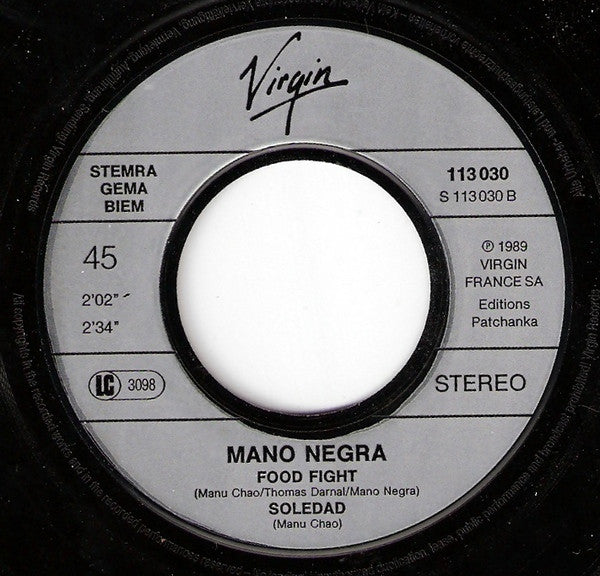 Virgin
STEMRA
GEMA
BIEM
113 030
S 113 030 B
45
2'02"
2'34"
℗ 1989
VIRGIN
FRANCE SA
Editions
Patchanka
LC 3098
STEREO
MANO NEGRA
FOOD FIGHT
(Manu Chao/Thomas Darnal/Mano Negra)
SOLEDAD
(Manu Chao)